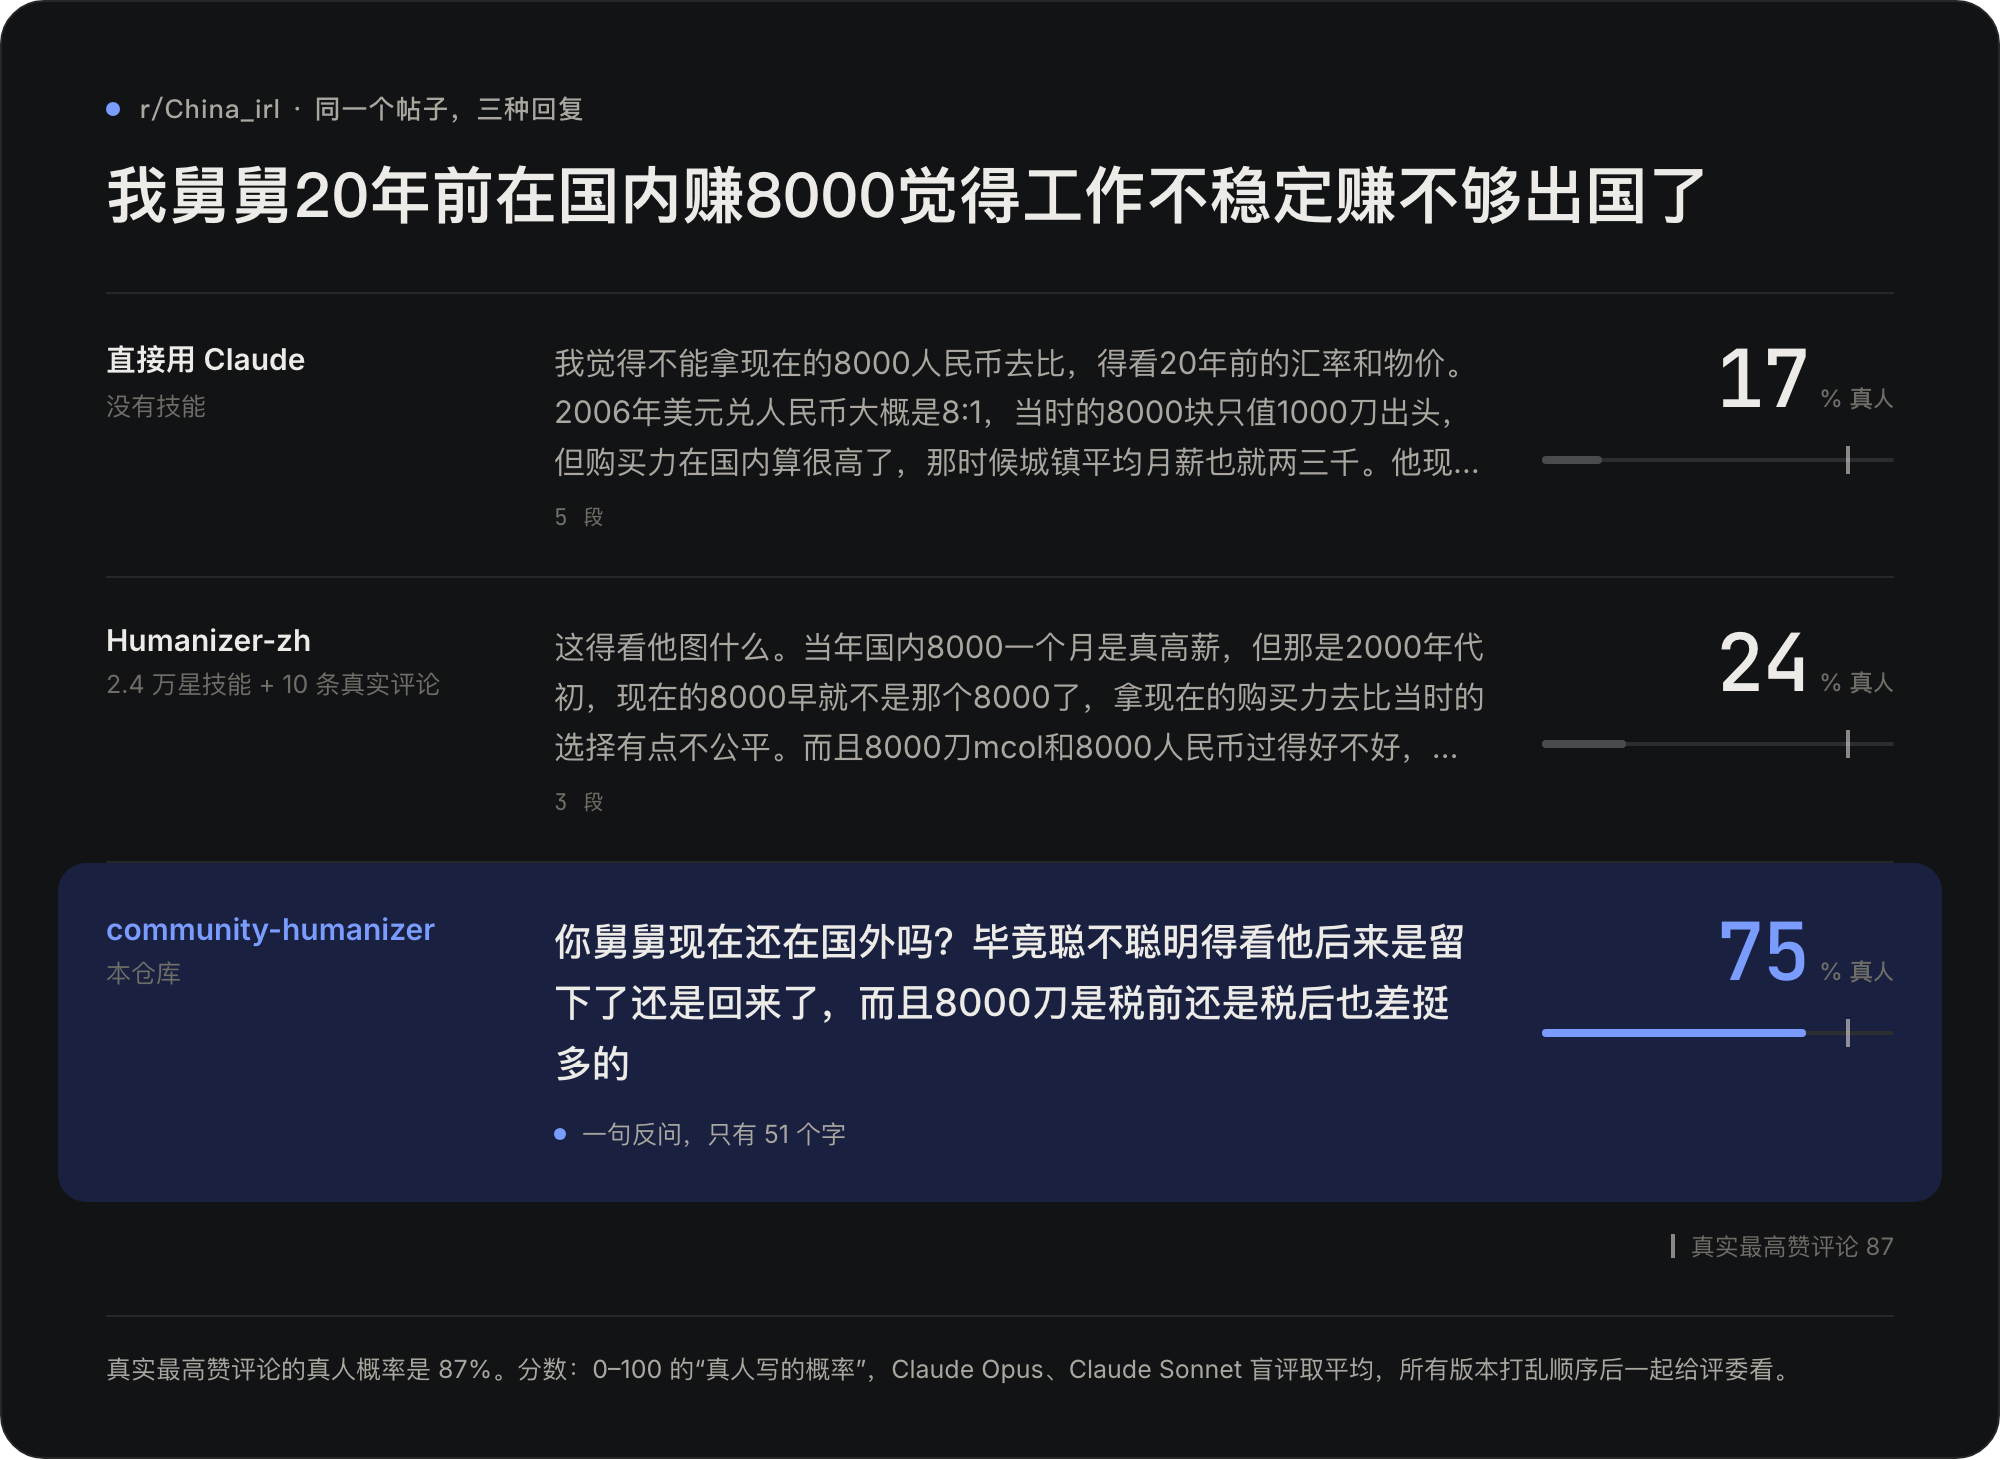 r/China_irl · 同一个帖子，三种回复
我舅舅20年前在国内赚8000觉得工作不稳定赚不够出国了
直接用 Claude
没有技能
我觉得不能拿现在的8000人民币去比，得看20年前的汇率和物价。
2006年美元兑人民币大概是8:1，当时的8000块只值1000刀出头，
但购买力在国内算很高了，那时候城镇平均月薪也就两三千。他现...
5 段
17 % 真人
Humanizer-zh
2.4 万星技能 + 10 条真实评论
这得看他图什么。当年国内8000一个月是真高薪，但那是2000年代
初，现在的8000早就不是那个8000了，拿现在的购买力去比当时的
选择有点不公平。而且8000刀mcol和8000人民币过得好不好，...
3 段
24 % 真人
community-humanizer
本仓库
你舅舅现在还在国外吗？毕竟聪不聪明得看他后来是留
下了还是回来了，而且8000刀是税前还是税后也差挺
多的
一句反问，只有 51 个字
75 % 真人
真实最高赞评论 87
真实最高赞评论的真人概率是 87%。分数：0–100 的“真人写的概率”，Claude Opus、Claude Sonnet 盲评取平均，所有版本打乱顺序后一起给评委看。